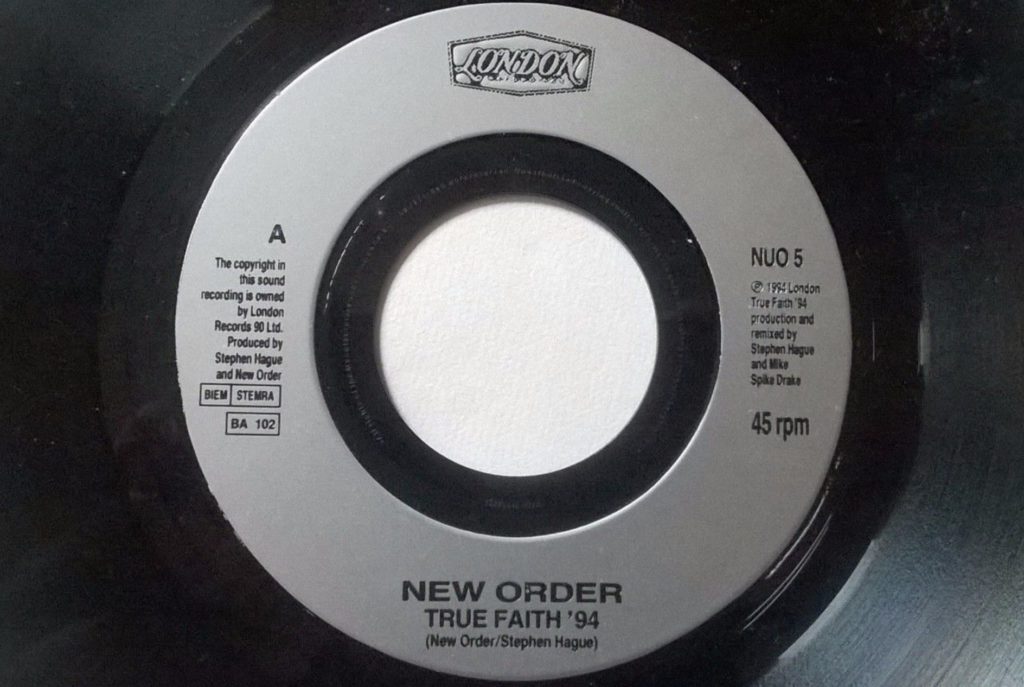 LONDON
A
The copyright in
this sound
recording is owned
by London
Records 90 Ltd.
Produced by
Stephen Hague
and New Order
BIEM STEMRA
BA 102
NUO 5
℗ 1994 London
True Faith '94
production and
remixed by
Stephen Hague
and Mike
Spike Drake
45 rpm
NEW ORDER
TRUE FAITH '94
(New Order/Stephen Hague)